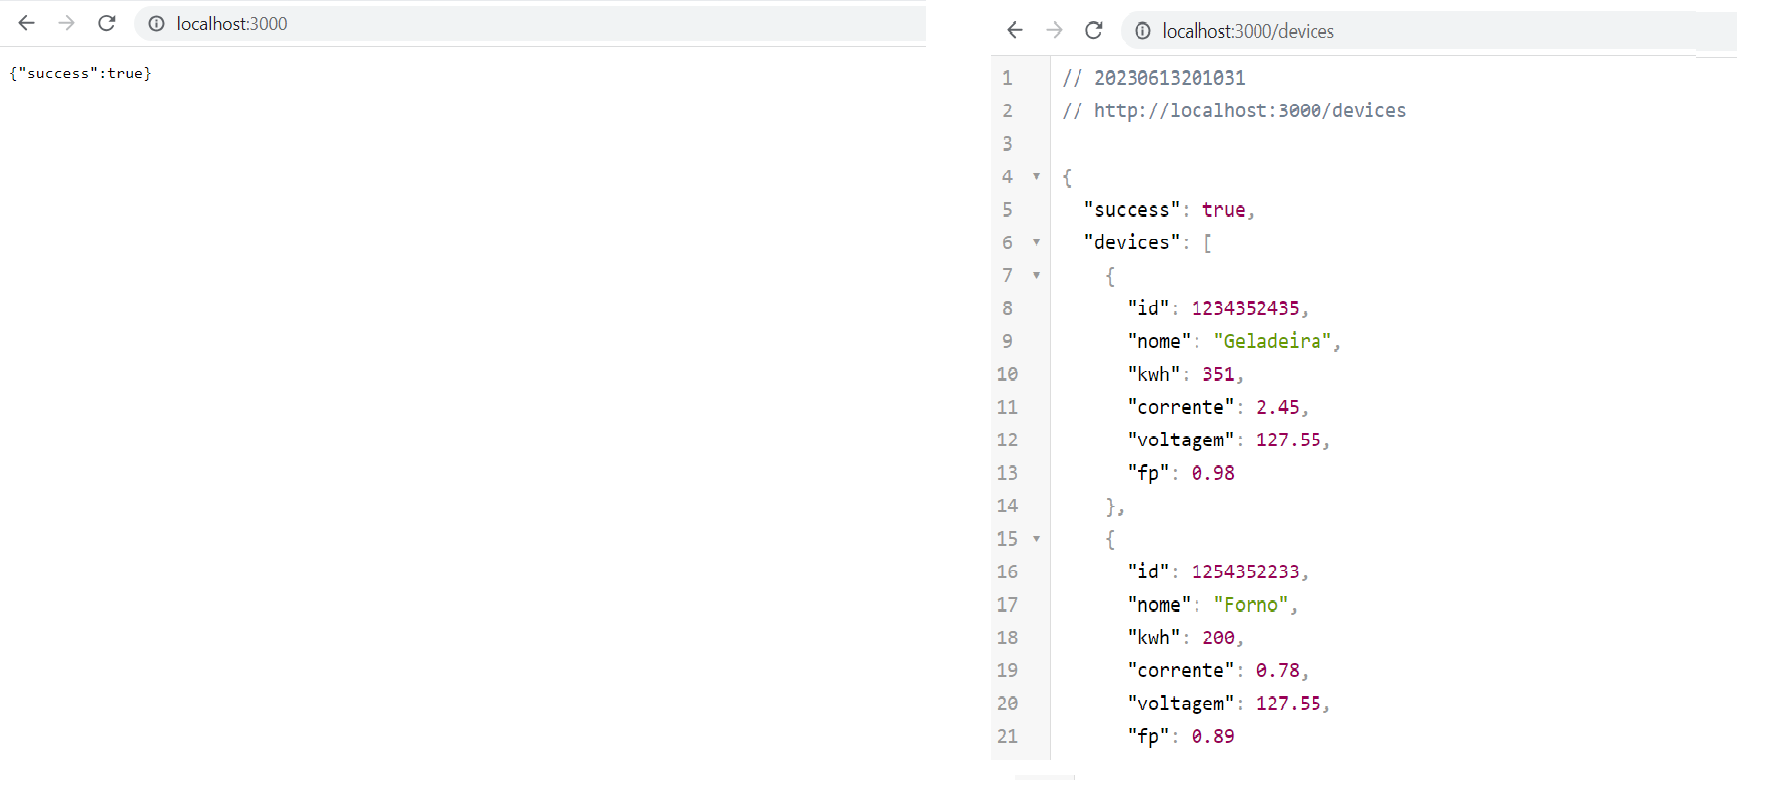 localhost:3000
{"success":true}
localhost:3000/devices
1 // 20230613201031
2 // http://localhost:3000/devices
3
4 {
5 "success": true,
6 "devices": [
7 {
8 "id": 1234352435,
9 "nome": "Geladeira",
10 "kwh": 351,
11 "corrente": 2.45,
12 "voltagem": 127.55,
13 "fp": 0.98
14 },
15 {
16 "id": 1254352233,
17 "nome": "Forno",
18 "kwh": 200,
19 "corrente": 0.78,
20 "voltagem": 127.55,
21 "fp": 0.89